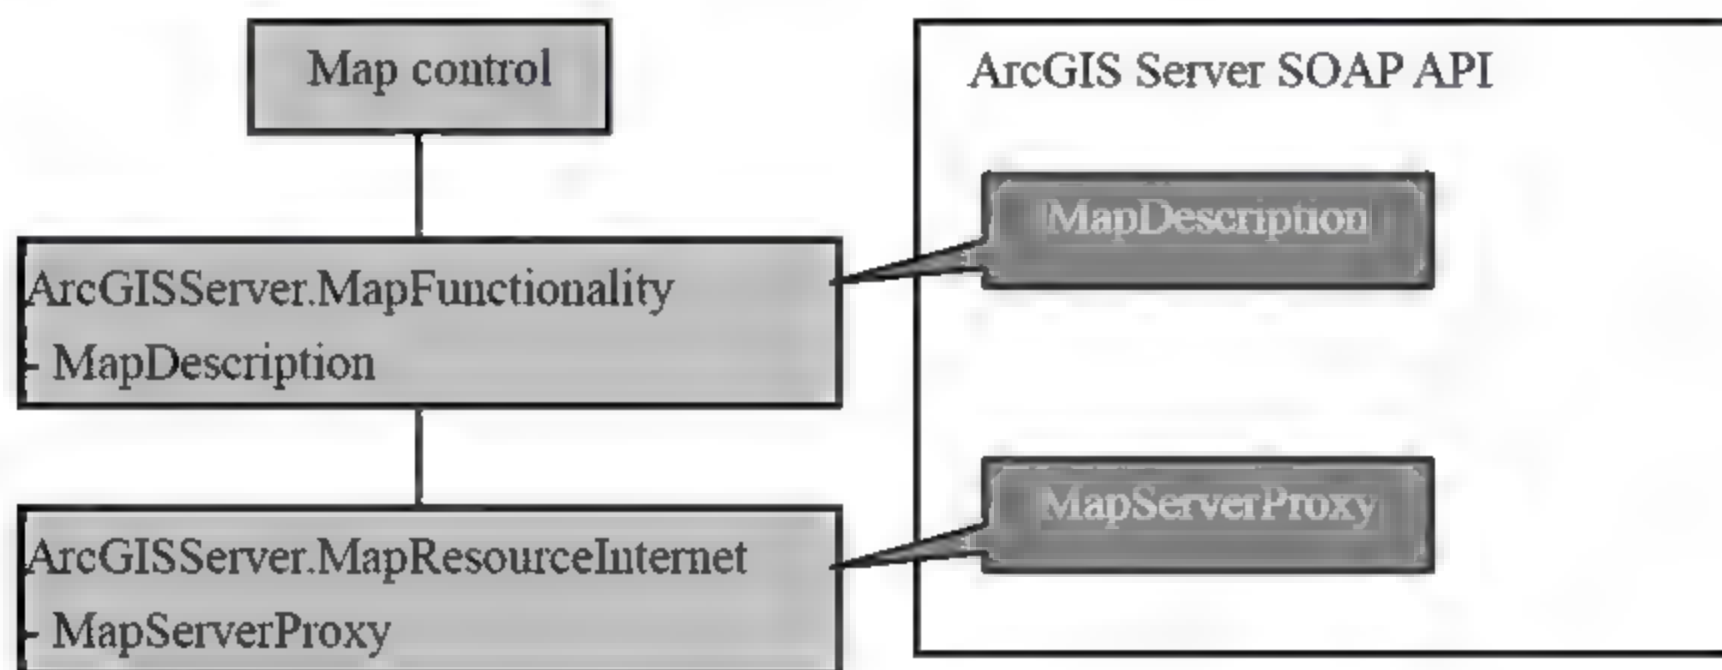 Map control
ArcGISServer.MapFunctionality
- MapDescription
ArcGISServer.MapResourceInternet
- MapServerProxy
ArcGIS Server SOAP API
MapDescription
MapServerProxy